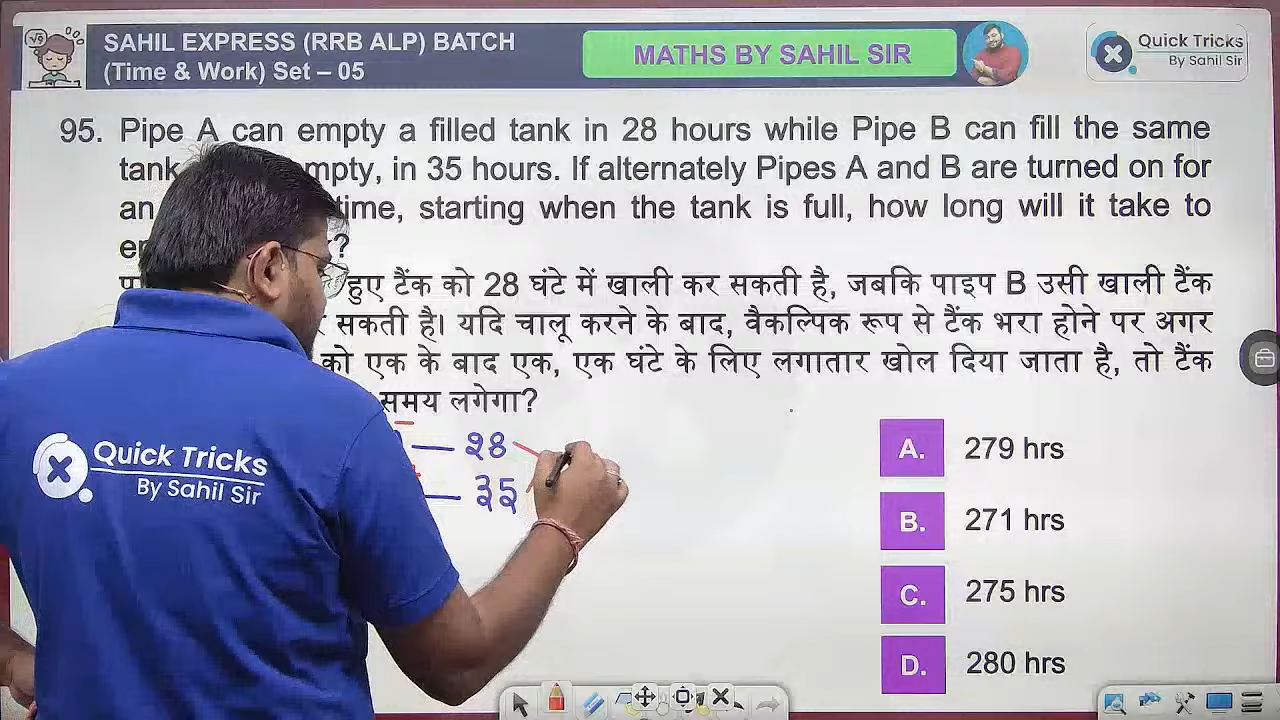 SAHIL EXPRESS (RRB ALP) BATCH
(Time & Work) Set – 05
MATHS BY SAHIL SIR
Quick Tricks
By Sahil Sir
95. Pipe A can empty a filled tank in 28 hours while Pipe B can fill the same
tank mpty, in 35 hours. If alternately Pipes A and B are turned on for
an time, starting when the tank is full, how long will it take to
?
हुए टैंक को 28 घंटे में खाली कर सकती है, जबकि पाइप B उसी खाली टैंक
सकती है। यदि चालू करने के बाद, वैकल्पिक रूप से टैंक भरा होने पर अगर
को एक के बाद एक, एक घंटे के लिए लगातार खोल दिया जाता है, तो टैंक
समय लगेगा?
— २४
— ३५
A. 279 hrs
B. 271 hrs
C. 275 hrs
D. 280 hrs
Quick Tricks
By Sahil Sir